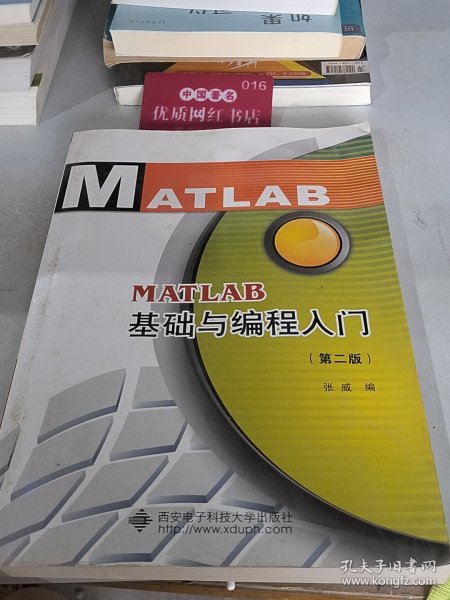 如果
016
中国著名
优质网红书店
MATLAB
MATLAB
基础与编程入门
(第二版)
张威 编
西安电子科技大学出版社
http://www.xduph.com
孔夫子旧书网
www.kongfz.com